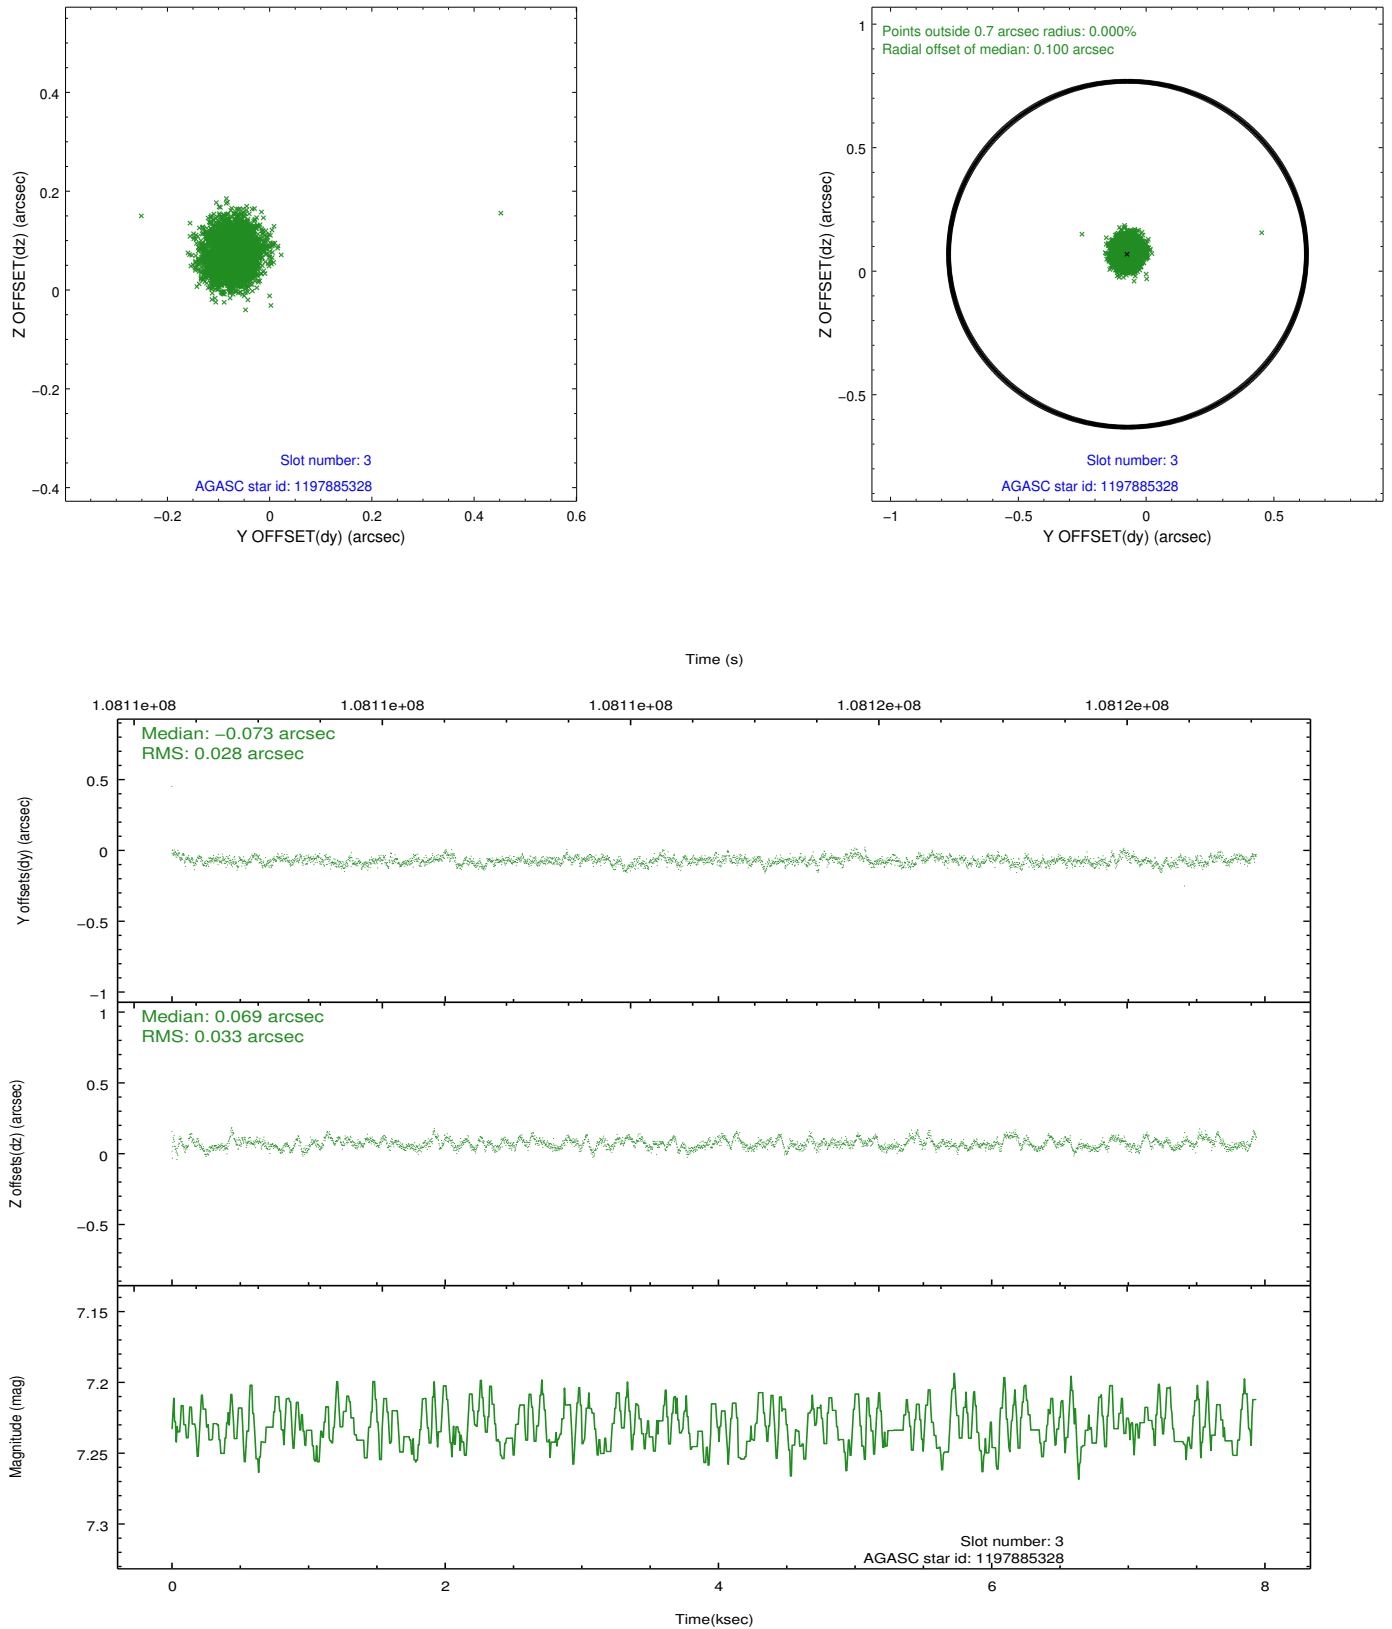 0.4
0.2
0
−0.2
−0.4
Z OFFSET(dz) (arcsec)
Slot number: 3
AGASC star id: 1197885328
−0.2 0 0.2 0.4 0.6
Y OFFSET(dy) (arcsec)
Points outside 0.7 arcsec radius: 0.000%
Radial offset of median: 0.100 arcsec
1
0.5
0
−0.5
Z OFFSET(dz) (arcsec)
Slot number: 3
AGASC star id: 1197885328
−1 −0.5 0 0.5
Y OFFSET(dy) (arcsec)
Time (s)
1.0811e+08 1.0811e+08 1.0811e+08 1.0812e+08 1.0812e+08
Median: −0.073 arcsec
RMS: 0.028 arcsec
0.5
0
−0.5
−1
Y offsets(dy) (arcsec)
Median: 0.069 arcsec
RMS: 0.033 arcsec
1
0.5
0
−0.5
Z offsets(dz) (arcsec)
7.15
7.2
7.25
7.3
Magnitude (mag)
Slot number: 3
AGASC star id: 1197885328
0 2 4 6 8
Time(ksec)